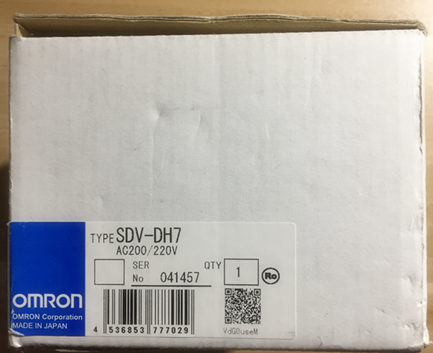 TYPE SDV-DH7
AC200/220V
SER
No 041457
QTY
1
Ro
OMRON
OMRON Corporation
MADE IN JAPAN
4 536853 777029
VdG0useM